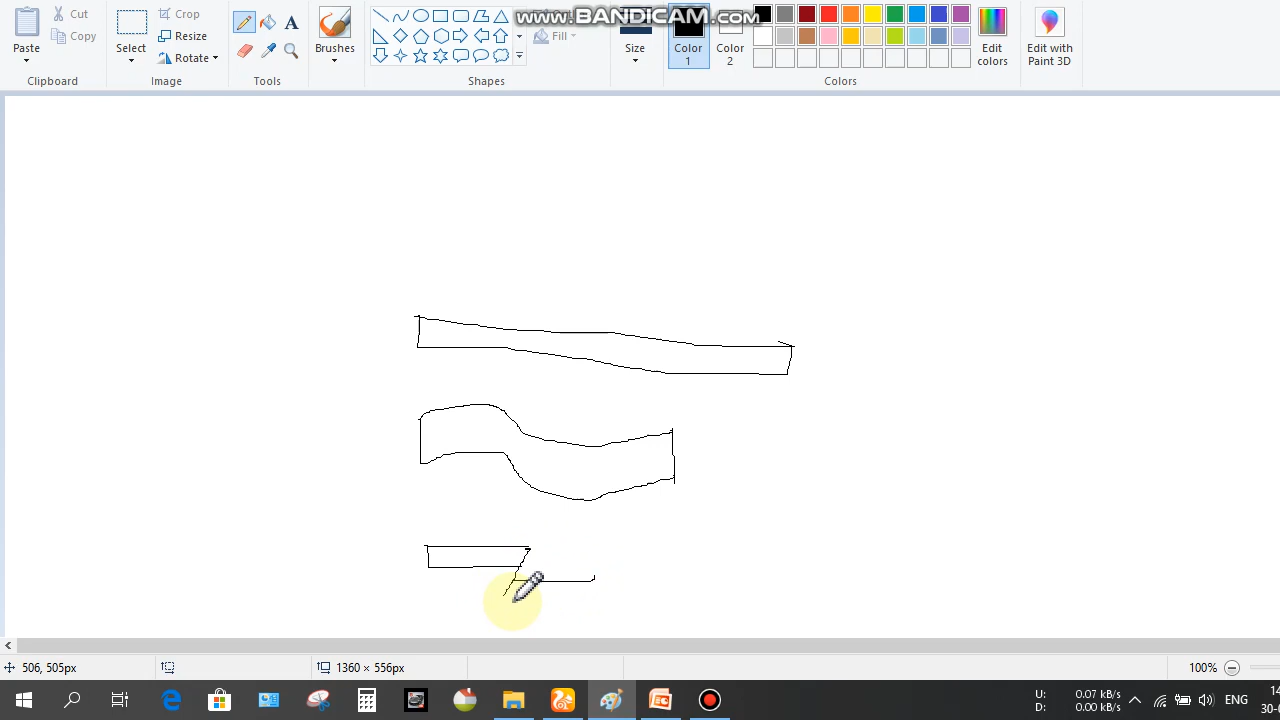 www.BANDICAM.com
Paste
Cut
Copy
Clipboard
Select
Crop
Resize
Rotate
Image
Tools
Brushes
Fill
Shapes
Size
Color 1
Color 2
Edit colors
Colors
Edit with Paint 3D
506, 505px
1360 × 556px
100%
U: 0.07 kB/s
D: 0.00 kB/s
ENG